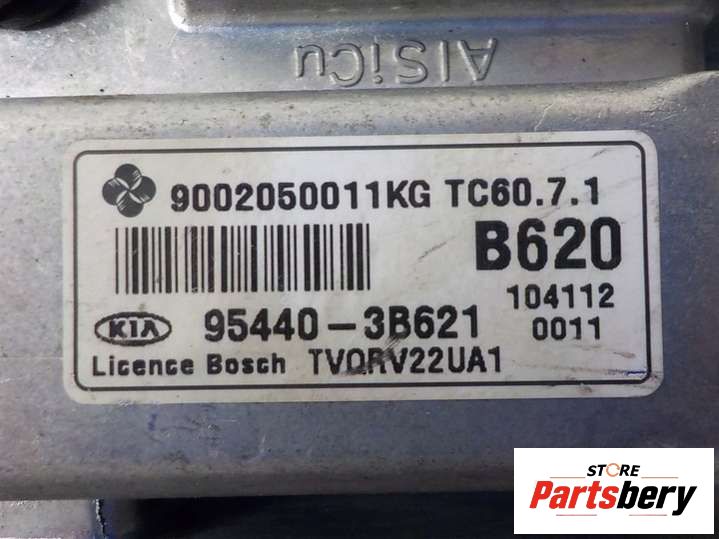 AlSiCu
9002050011KG TC60.7.1
B620
104112
KIA 95440-3B621 0011
Licence Bosch TVQRV22UA1
STORE
Partsbery